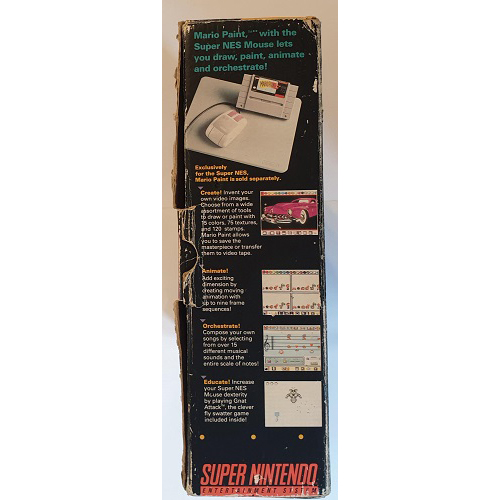 Mario Paint,™ with the
Super NES Mouse lets
you draw, paint, animate
and orchestrate!
Exclusively
for the Super NES,
Mario Paint is sold separately.
Create! Invent your
own video images.
Choose from a wide
assortment of tools
to draw or paint with
15 colors, 75 textures,
and 120 stamps.
Mario Paint allows
you to save the
masterpiece or transfer
them to video tape.
Animate!
Add exciting
dimension by
creating moving
animation with
up to nine frame
sequences!
Orchestrate!
Compose your own
songs by selecting
from over 15
different musical
sounds and the
entire scale of notes!
Educate! Increase
your Super NES
Mouse dexterity
by playing Gnat
Attack™, the clever
fly swatter game
included inside!
SUPER NINTENDO
ENTERTAINMENT SYSTEM